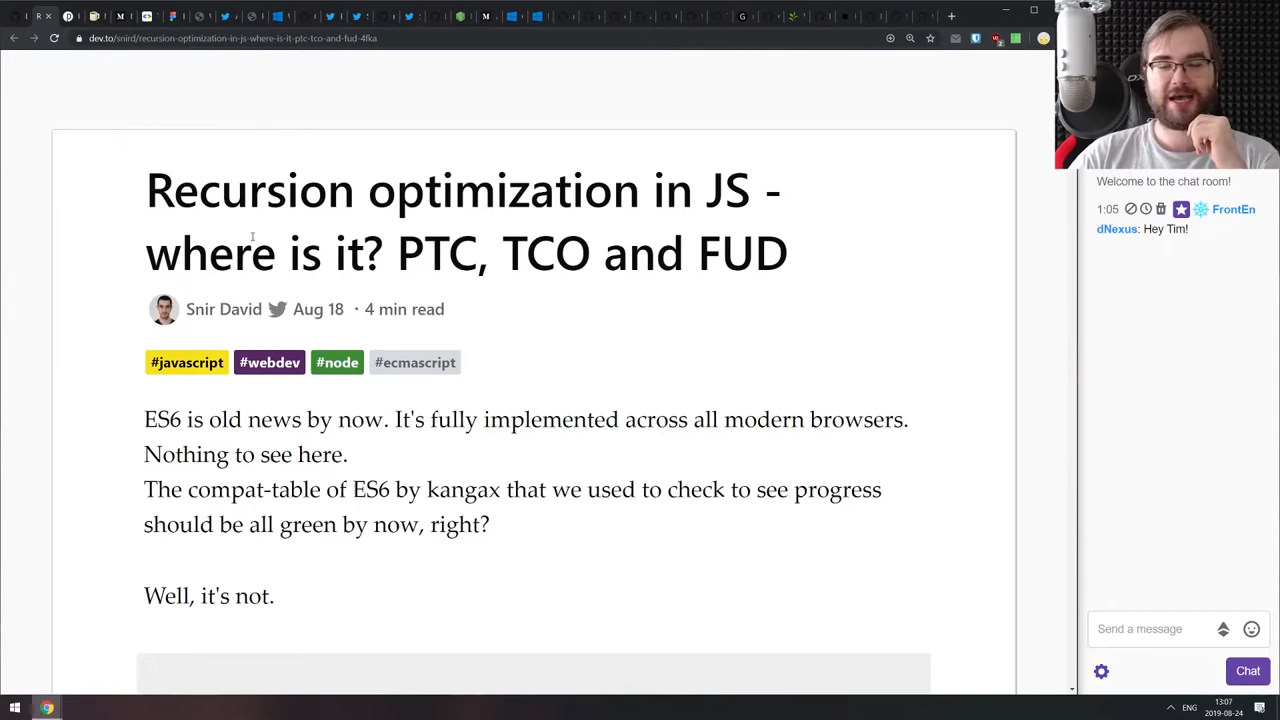 dev.to/snird/recursion-optimization-in-js-where-is-it-ptc-tco-and-fud-4fka
Recursion optimization in JS -
where is it? PTC, TCO and FUD
Snir David Aug 18 · 4 min read
#javascript #webdev #node #ecmascript
ES6 is old news by now. It's fully implemented across all modern browsers.
Nothing to see here.
The compat-table of ES6 by kangax that we used to check to see progress
should be all green by now, right?
Well, it's not.
Welcome to the chat room!
1:05 FrontEn
dNexus: Hey Tim!
Send a message
Chat
ENG
13:07
2019-08-24